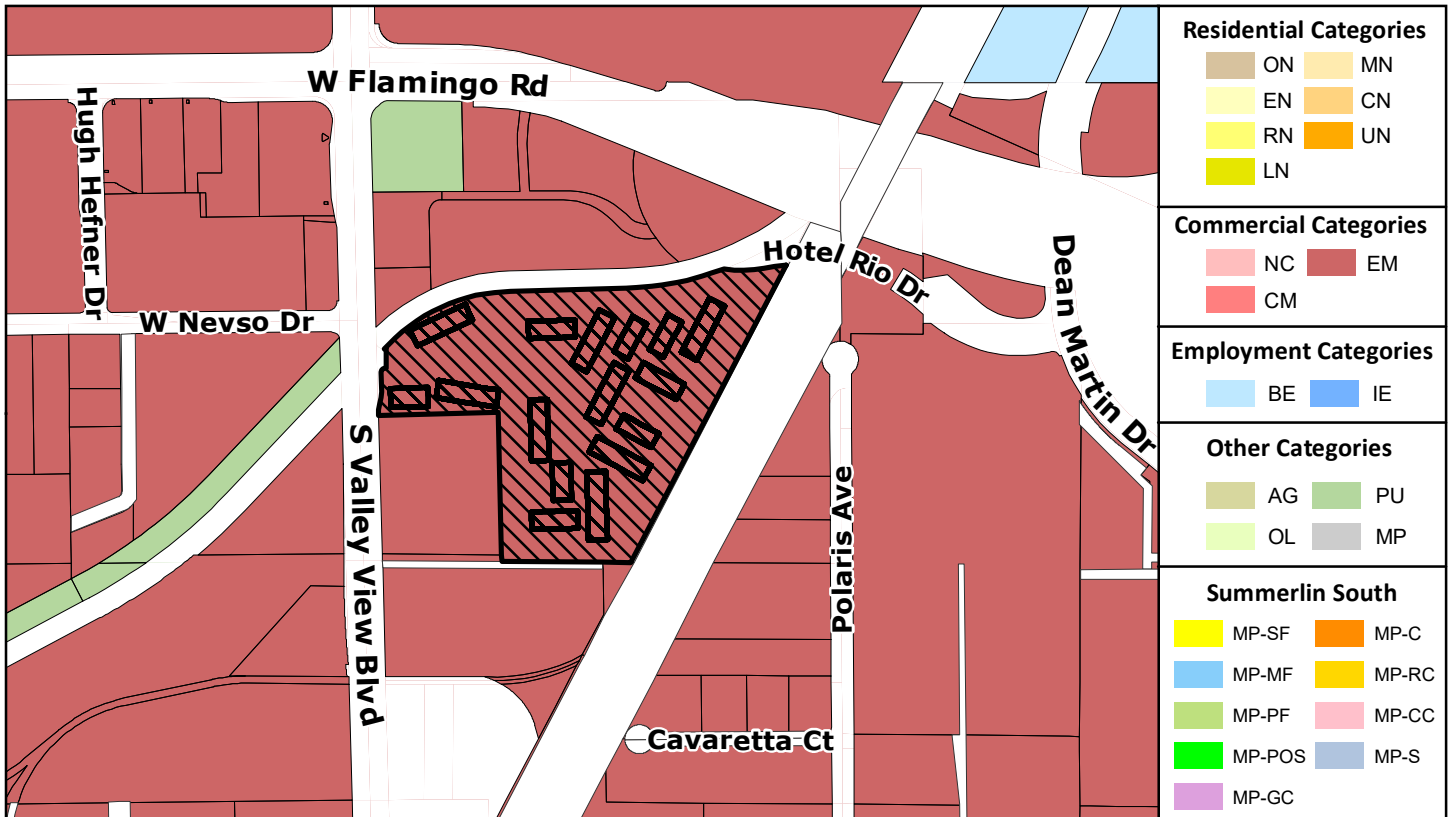 W Flamingo Rd
Hugh Hefner Dr
Hotel Rio Dr
W Nevso Dr
Dean Martin Dr
S Valley View Blvd
Polaris Ave
Cavaretta Ct
Residential Categories
ON MN
EN CN
RN UN
LN
Commercial Categories
NC EM
CM
Employment Categories
BE IE
Other Categories
AG PU
OL MP
Summerlin South
MP-SF MP-C
MP-MF MP-RC
MP-PF MP-CC
MP-POS MP-S
MP-GC